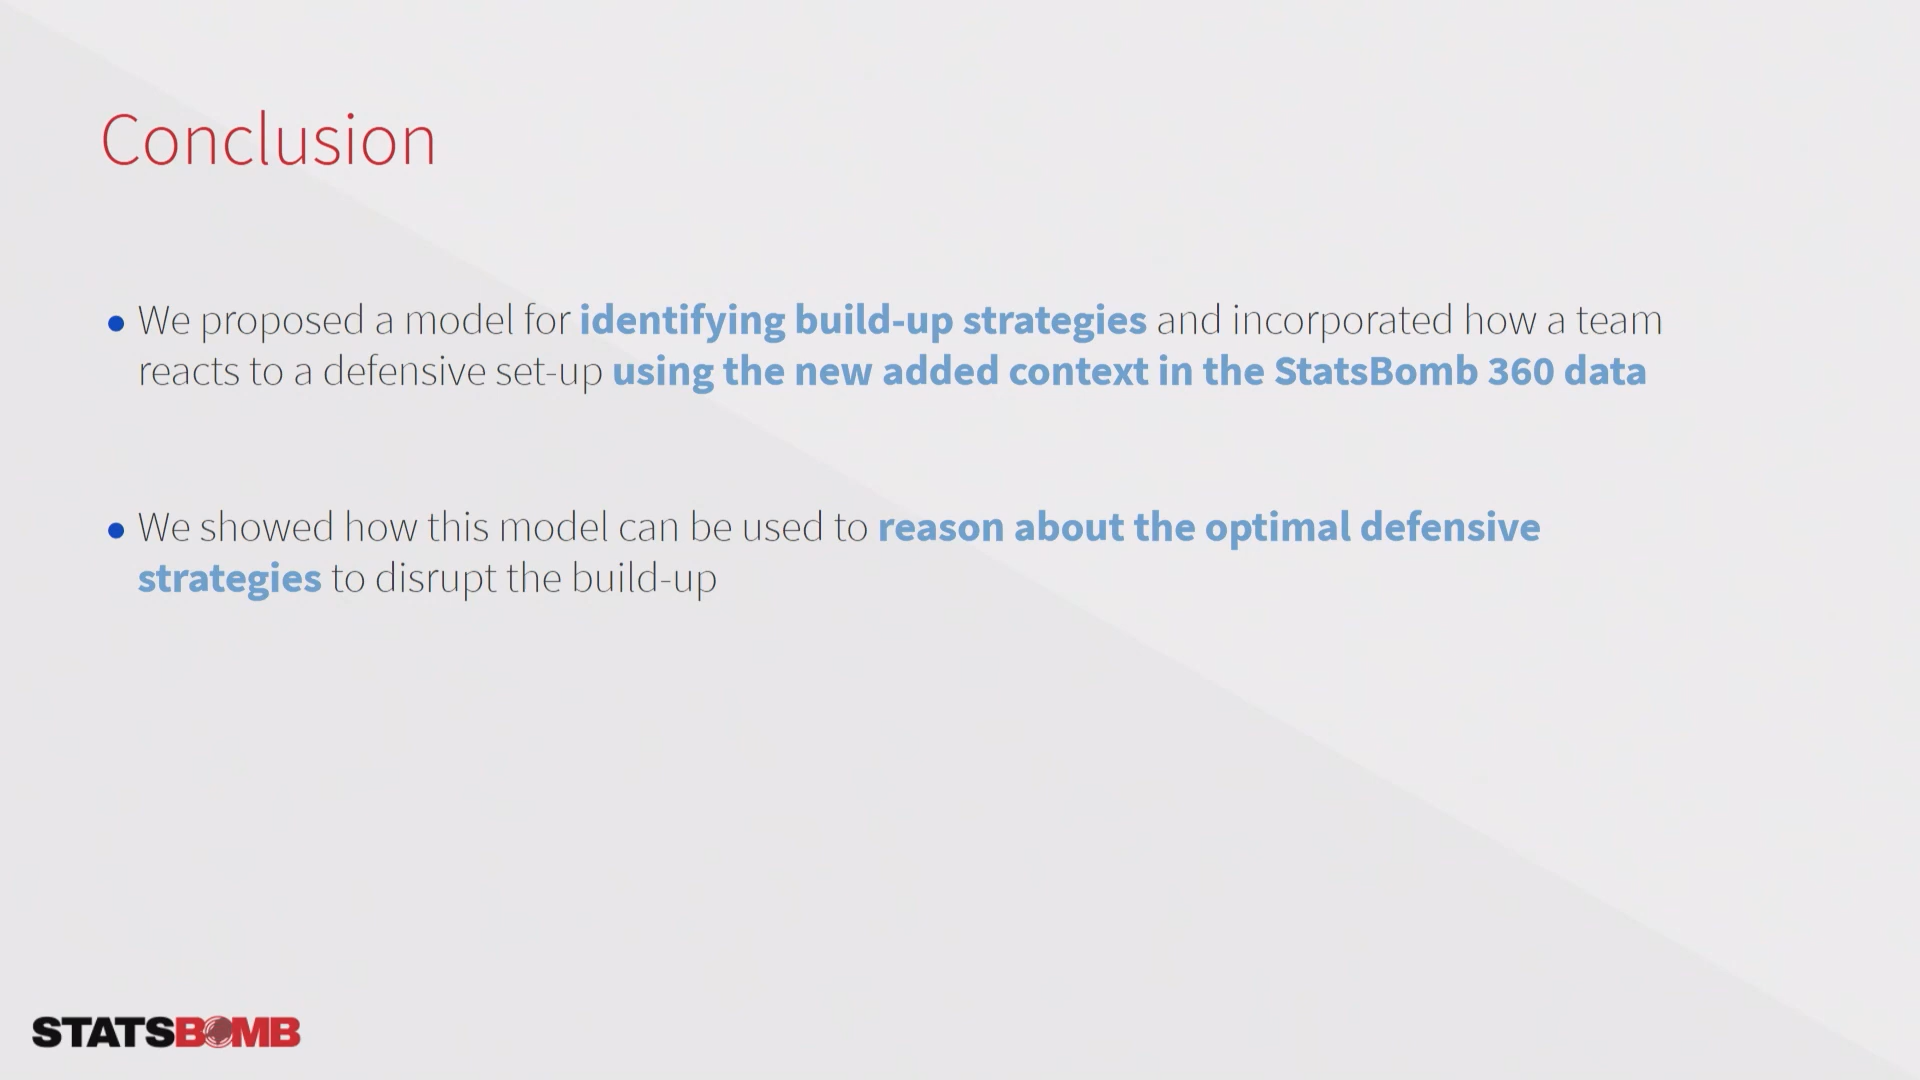 Conclusion
● We proposed a model for identifying build-up strategies and incorporated how a team
reacts to a defensive set-up using the new added context in the StatsBomb 360 data
● We showed how this model can be used to reason about the optimal defensive
strategies to disrupt the build-up
STATSBOMB